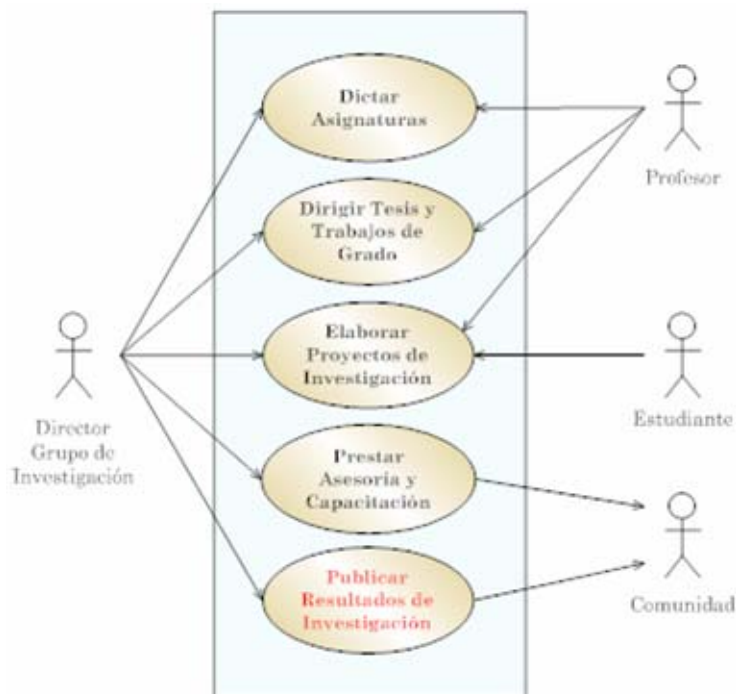 Dictar
Asignaturas
Profesor
Dirigir Tesis y
Trabajos de
Grado
Elaborar
Proyectos de
Investigación
Director
Grupo de
Investigación
Estudiante
Prestar
Asesoría y
Capacitación
Publicar
Resultados de
Investigación
Comunidad